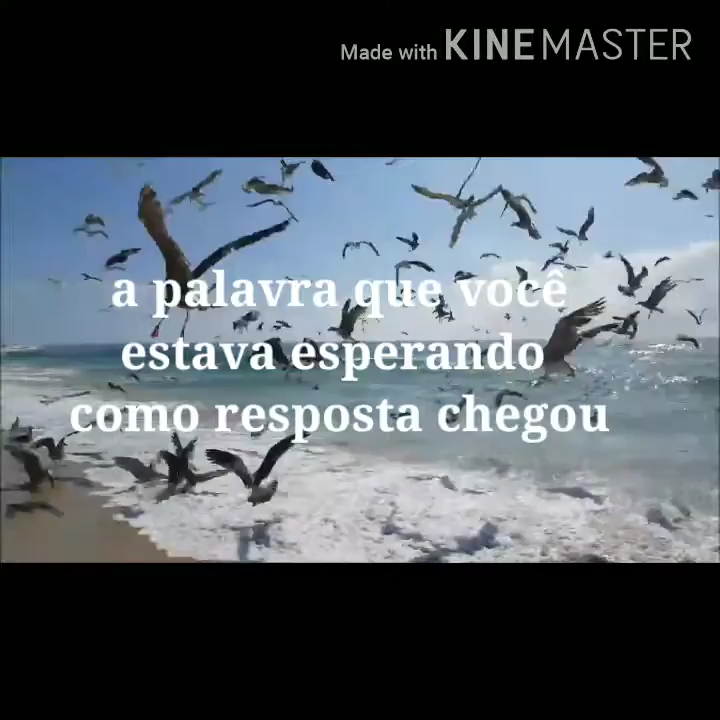 Made with KINEMASTER
a palavra que você
estava esperando
como resposta chegou